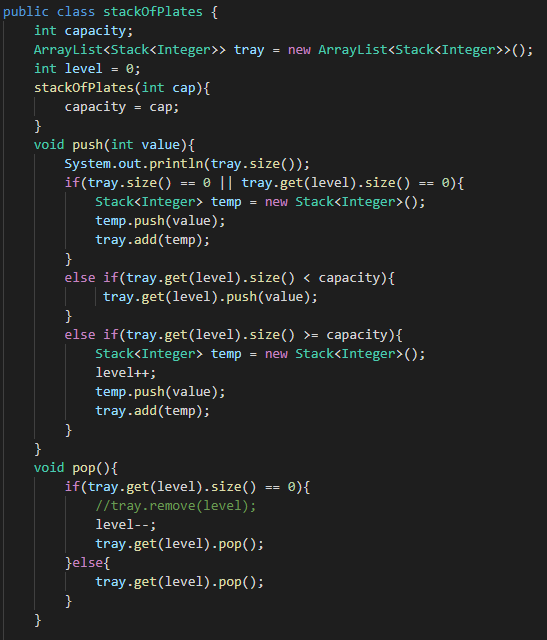 public class stackOfPlates {
    int capacity;
    ArrayList<Stack<Integer>> tray = new ArrayList<Stack<Integer>>();
    int level = 0;
    stackOfPlates(int cap){
        capacity = cap;
    }
    void push(int value){
        System.out.println(tray.size());
        if(tray.size() == 0 || tray.get(level).size() == 0){
            Stack<Integer> temp = new Stack<Integer>();
            temp.push(value);
            tray.add(temp);
        }
        else if(tray.get(level).size() < capacity){
             tray.get(level).push(value);
        }
        else if(tray.get(level).size() >= capacity){
            Stack<Integer> temp = new Stack<Integer>();
            level++;
            temp.push(value);
            tray.add(temp);
        }
    }
    void pop(){
        if(tray.get(level).size() == 0){
            //tray.remove(level);
            level--;
            tray.get(level).pop();
        }else{
            tray.get(level).pop();
        }
    }